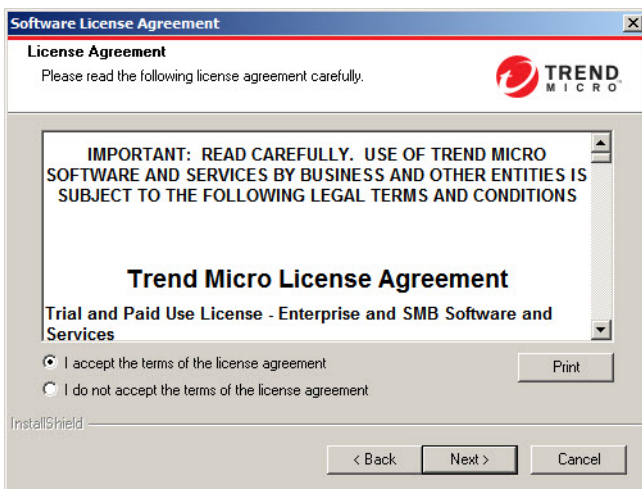 Software License Agreement
License Agreement
Please read the following license agreement carefully.
TREND
MICRO
IMPORTANT: READ CAREFULLY. USE OF TREND MICRO
SOFTWARE AND SERVICES BY BUSINESS AND OTHER ENTITIES IS
SUBJECT TO THE FOLLOWING LEGAL TERMS AND CONDITIONS
Trend Micro License Agreement
Trial and Paid Use License - Enterprise and SMB Software and
Services
I accept the terms of the license agreement
Print
I do not accept the terms of the license agreement
InstallShield
< Back
Next >
Cancel